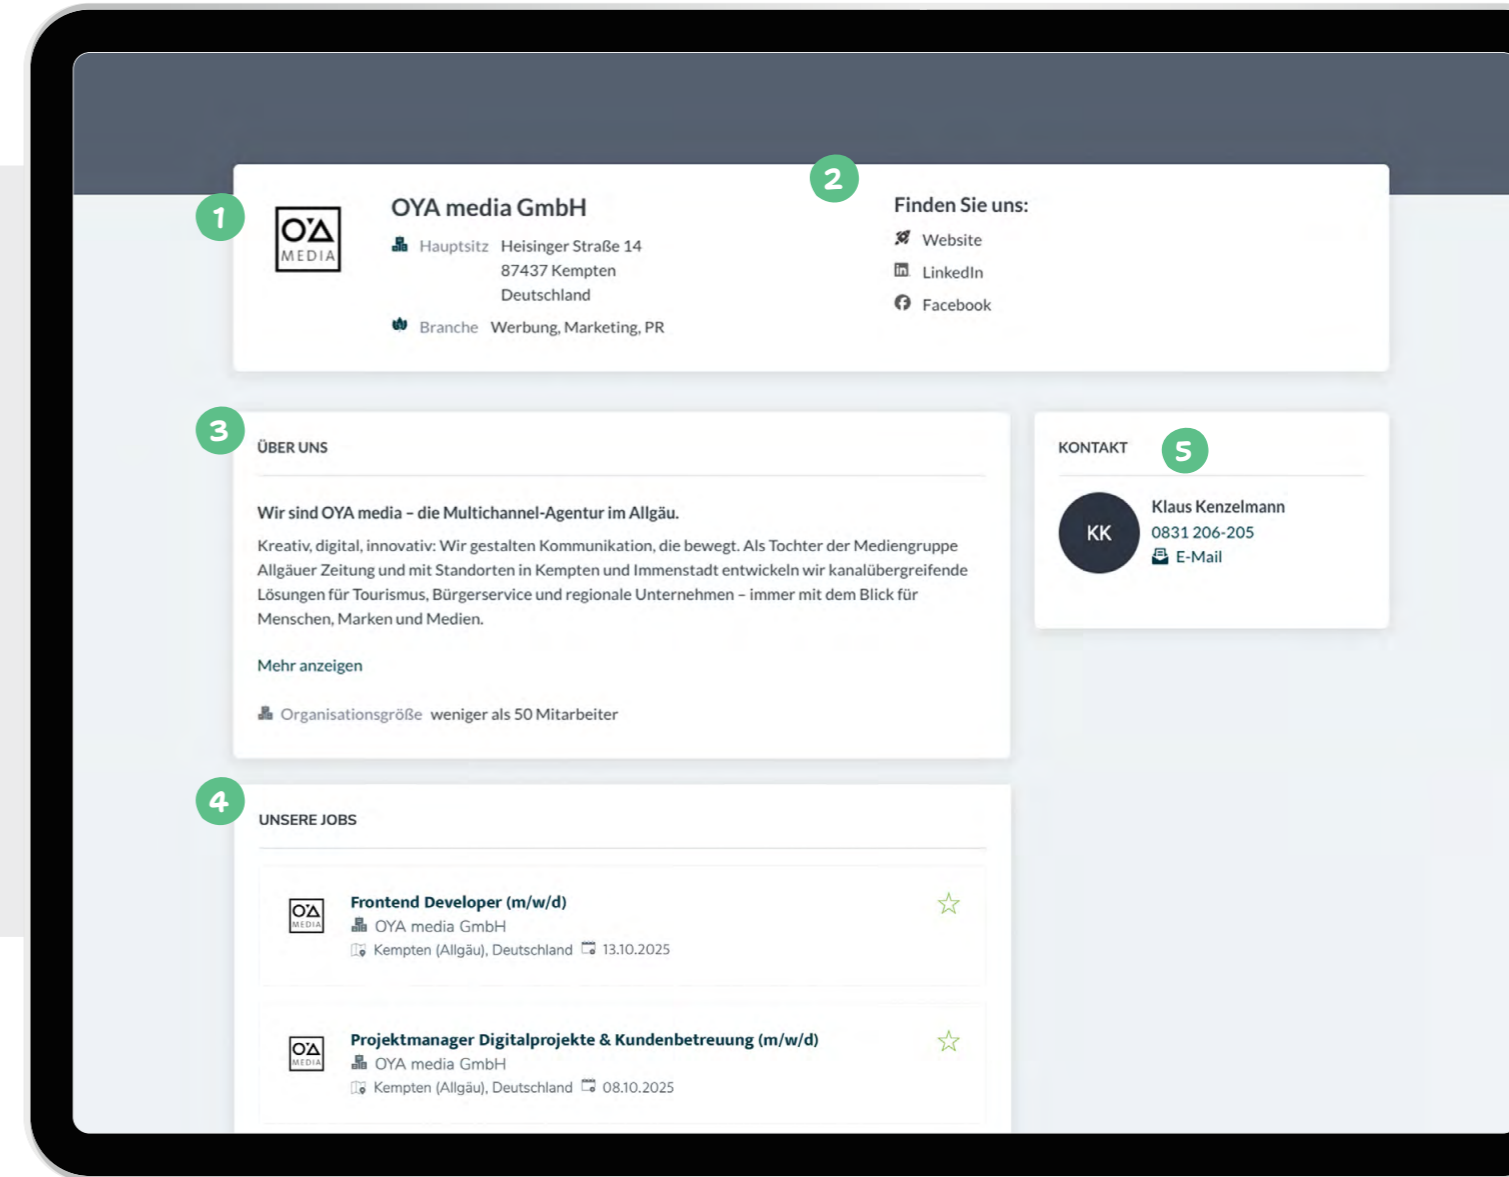 1
OYA
MEDIA
OYA media GmbH
Hauptsitz Heisinger Straße 14
87437 Kempten
Deutschland
Branche Werbung, Marketing, PR
2
Finden Sie uns:
Website
LinkedIn
Facebook
3
ÜBER UNS
Wir sind OYA media – die Multichannel-Agentur im Allgäu.
Kreativ, digital, innovativ: Wir gestalten Kommunikation, die bewegt. Als Tochter der Mediengruppe
Allgäuer Zeitung und mit Standorten in Kempten und Immenstadt entwickeln wir kanalübergreifende
Lösungen für Tourismus, Bürgerservice und regionale Unternehmen – immer mit dem Blick für
Menschen, Marken und Medien.
Mehr anzeigen
Organisationsgröße weniger als 50 Mitarbeiter
4
UNSERE JOBS
OYA
MEDIA
Frontend Developer (m/w/d)
OYA media GmbH
Kempten (Allgäu), Deutschland 13.10.2025
OYA
MEDIA
Projektmanager Digitalprojekte & Kundenbetreuung (m/w/d)
OYA media GmbH
Kempten (Allgäu), Deutschland 08.10.2025
KONTAKT
5
KK
Klaus Kenzelmann
0831 206-205
E-Mail